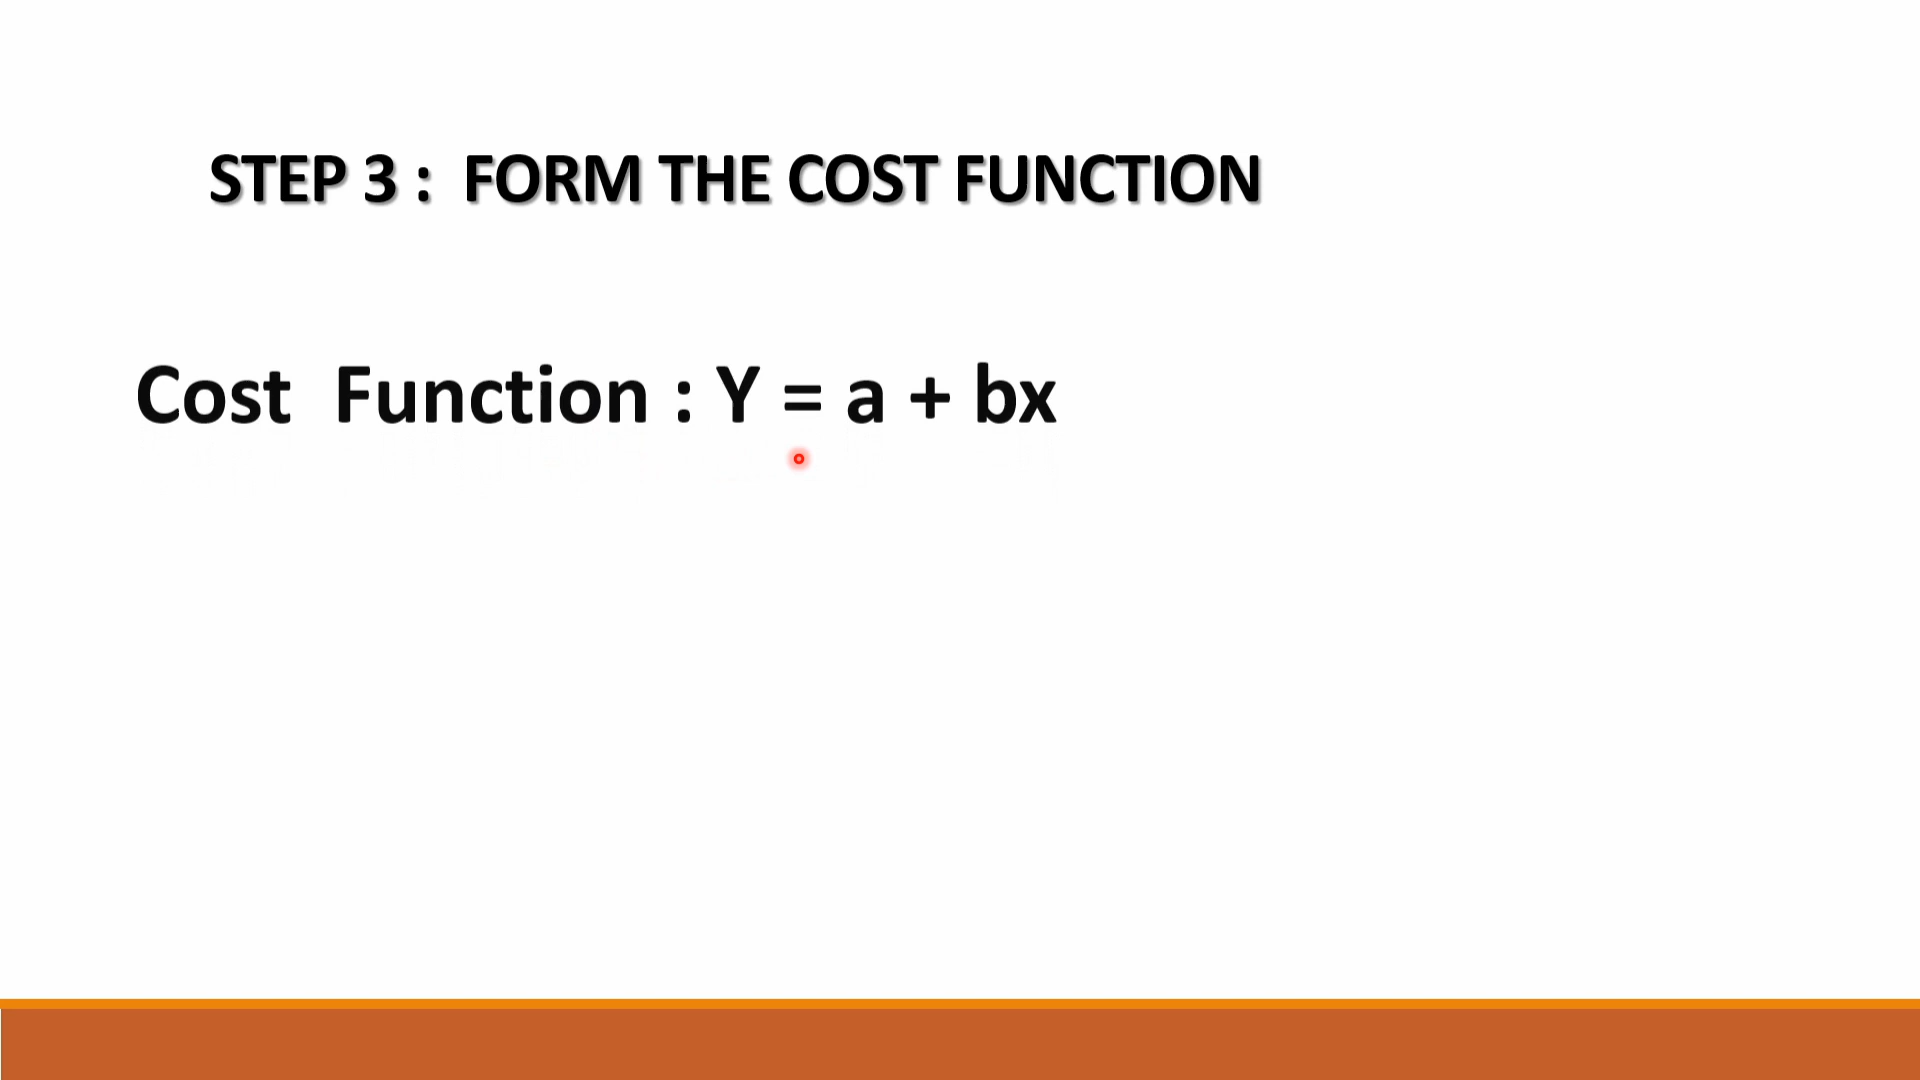 STEP 3 : FORM THE COST FUNCTION
Cost Function : Y = a + bx